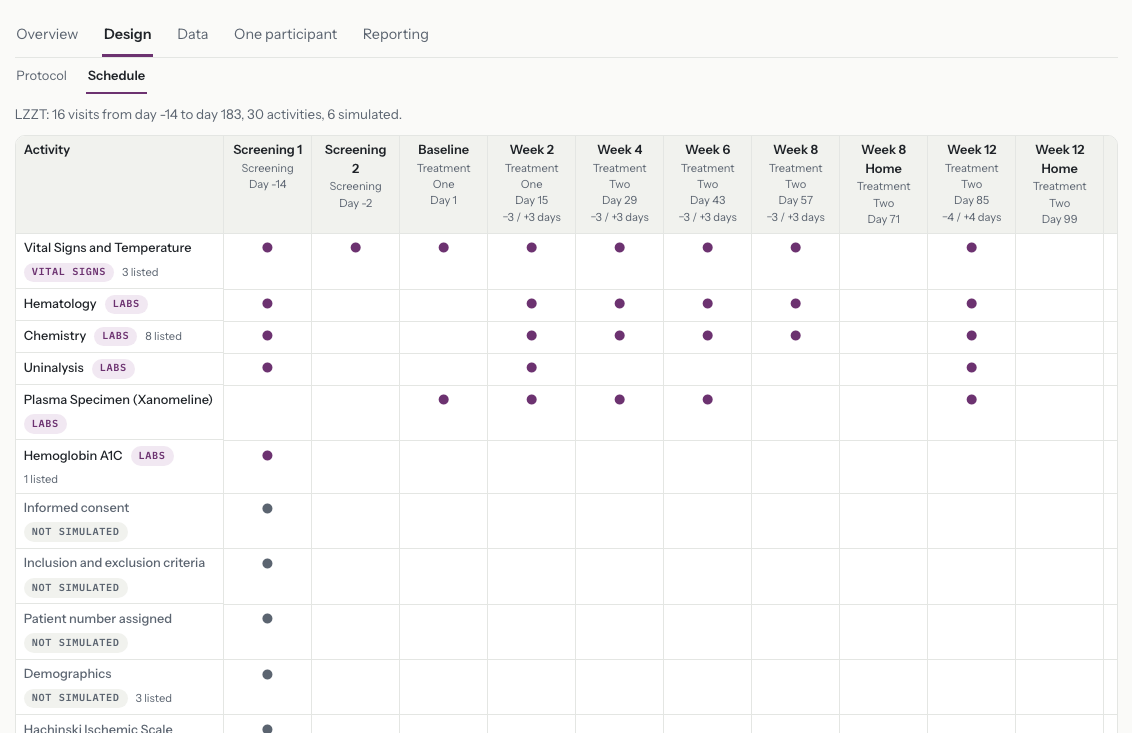 Overview Design Data One participant Reporting
Protocol Schedule
LZZT: 16 visits from day -14 to day 183, 30 activities, 6 simulated.
Activity
Screening 1
Screening
Day -14
Screening
2
Screening
Day -2
Baseline
Treatment
One
Day 1
Week 2
Treatment
One
Day 15
-3 / +3 days
Week 4
Treatment
Two
Day 29
-3 / +3 days
Week 6
Treatment
Two
Day 43
-3 / +3 days
Week 8
Treatment
Two
Day 57
-3 / +3 days
Week 8
Home
Treatment
Two
Day 71
Week 12
Treatment
Two
Day 85
-4 / +4 days
Week 12
Home
Treatment
Two
Day 99
Vital Signs and Temperature
VITAL SIGNS 3 listed
Hematology LABS
Chemistry LABS 8 listed
Uninalysis LABS
Plasma Specimen (Xanomeline)
LABS
Hemoglobin A1C LABS
1 listed
Informed consent
NOT SIMULATED
Inclusion and exclusion criteria
NOT SIMULATED
Patient number assigned
NOT SIMULATED
Demographics
NOT SIMULATED 3 listed
Hachinski Ischemic Scale